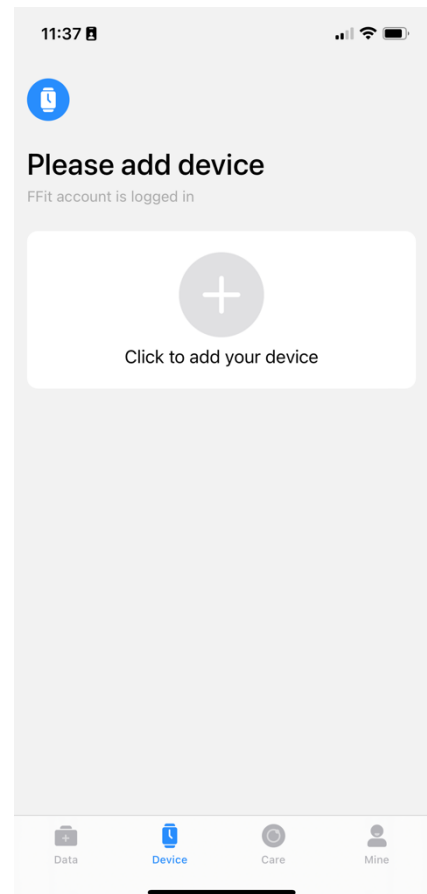 11:37
Please add device
FFit account is logged in
Click to add your device
Data
Device
Care
Mine